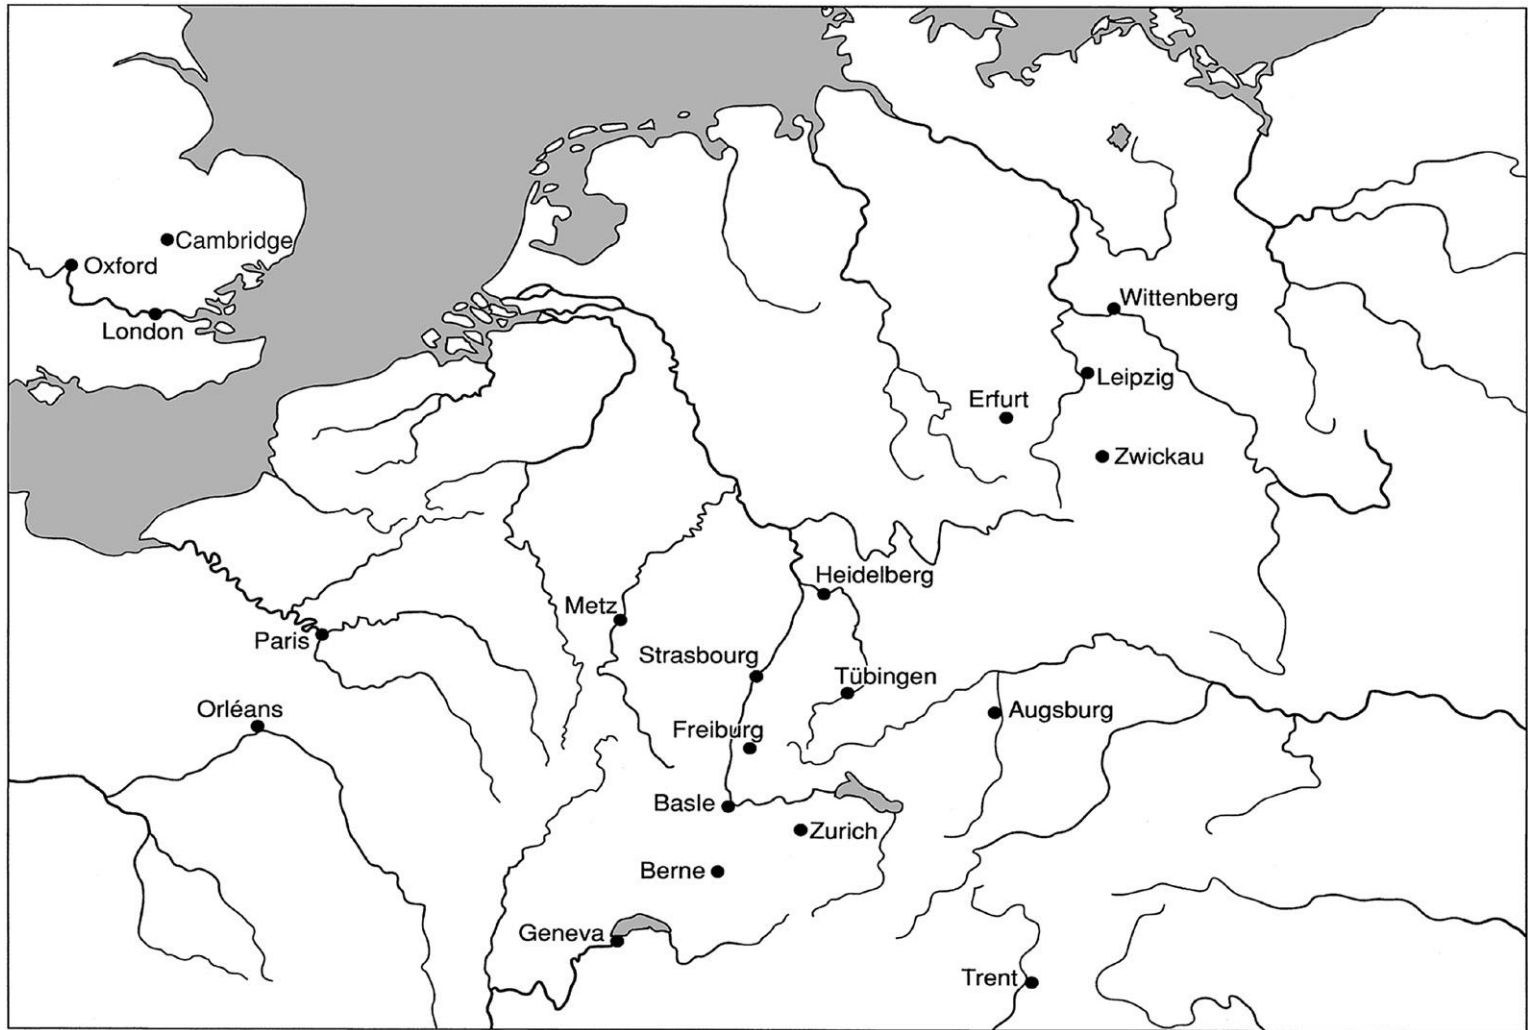 Cambridge
Oxford
London
Wittenberg
Leipzig
Erfurt
Zwickau
Heidelberg
Metz
Paris
Strasbourg
Tübingen
Orléans
Augsburg
Freiburg
Basle
Zurich
Berne
Geneva
Trent